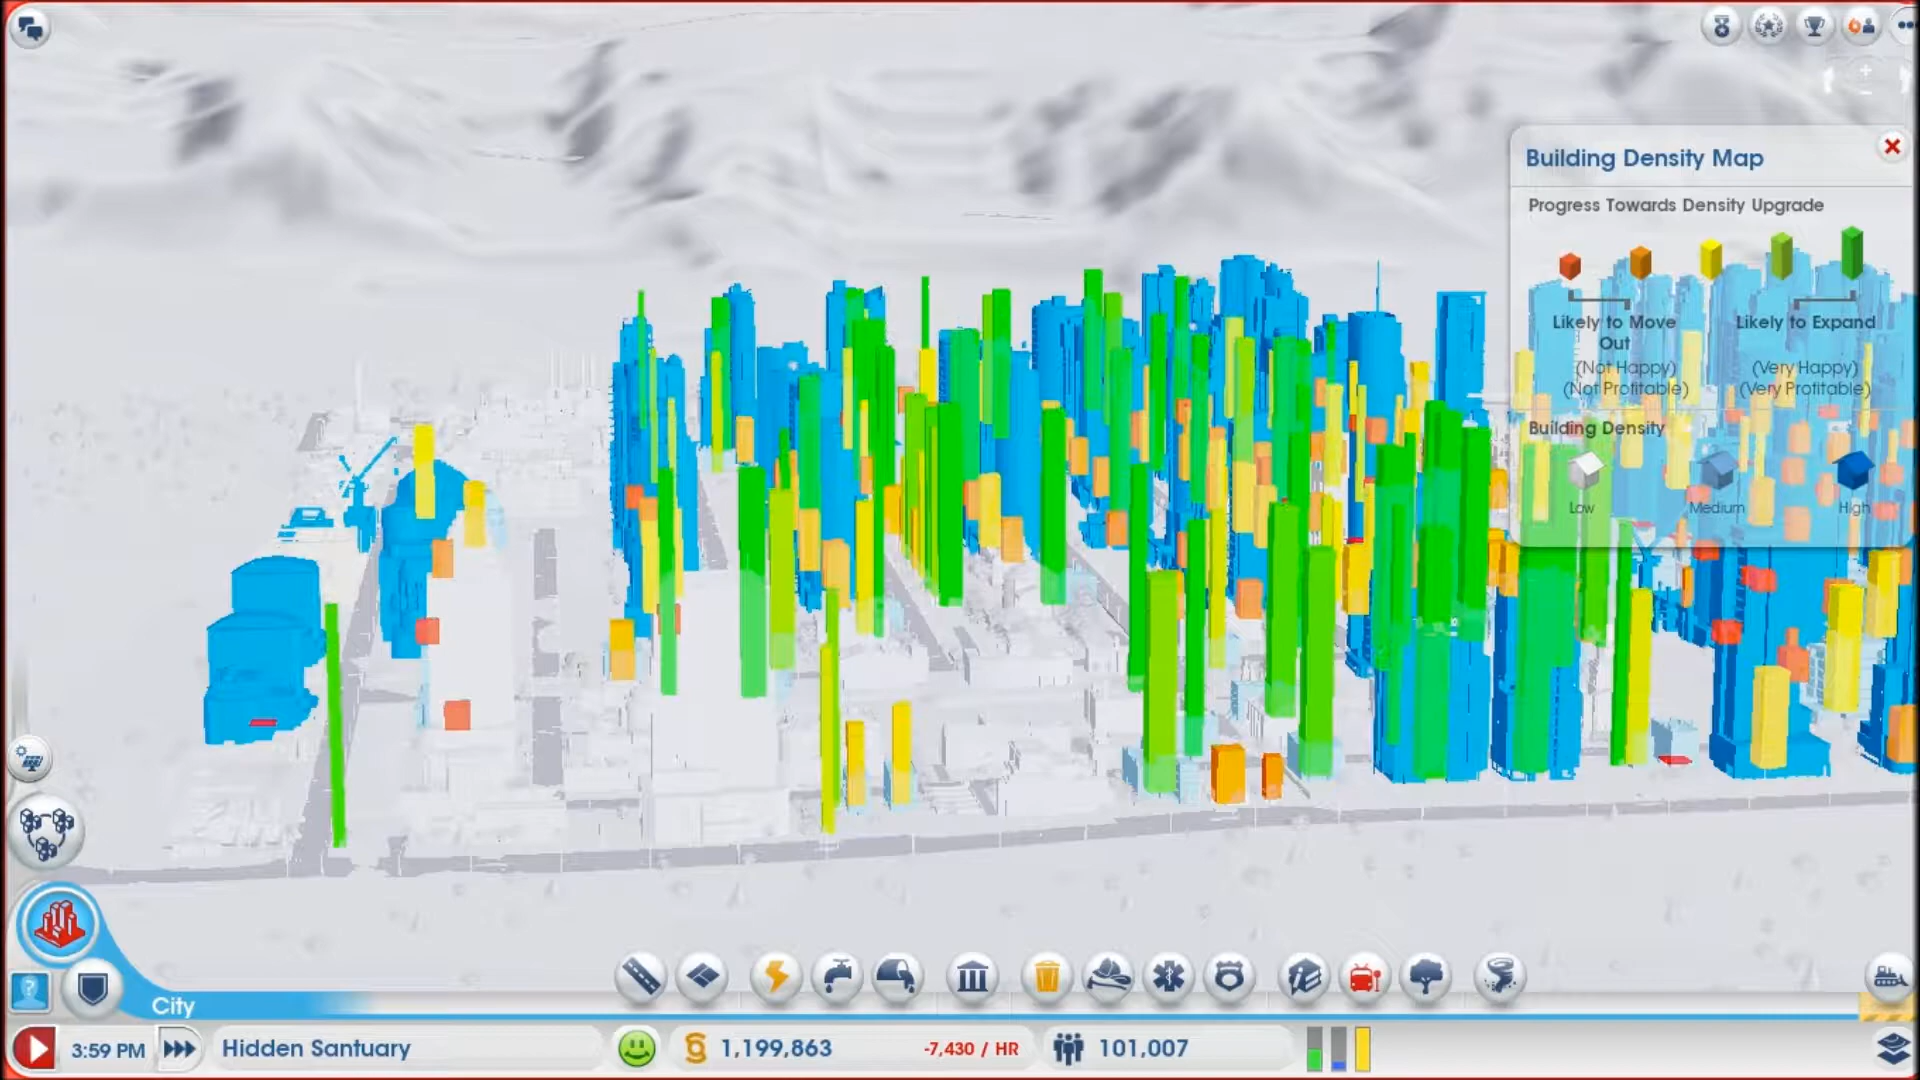 Building Density Map
Progress Towards Density Upgrade
Likely to Move
Out
(Not Happy)
(Not Profitable)
Likely to Expand
(Very Happy)
(Very Profitable)
Building Density
Low
Medium
High
City
3:59 PM
Hidden Santuary
1,199,863
-7,430 / HR
101,007